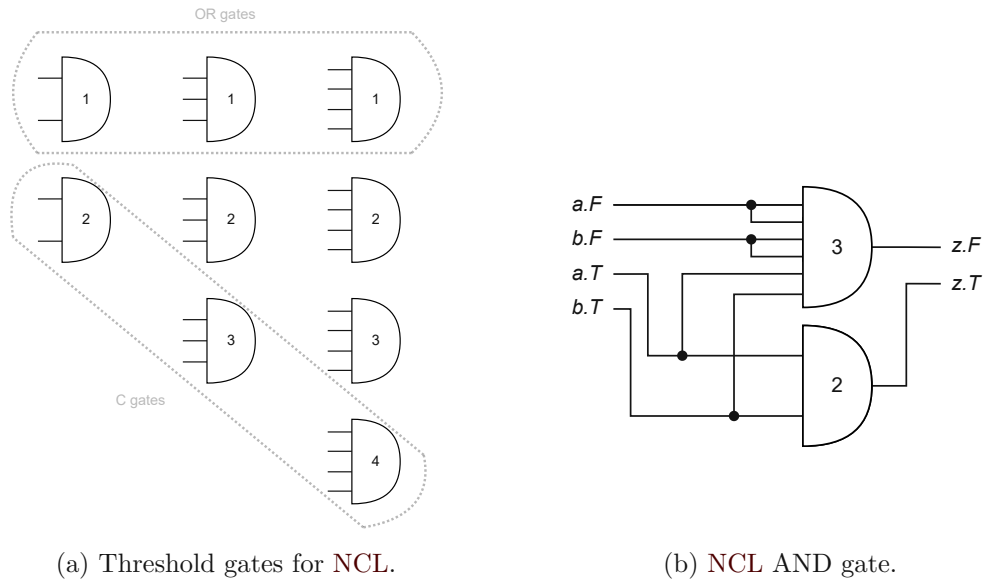 OR gates
1 1 1
2 2 2
3 3
C gates
4
(a) Threshold gates for NCL.
a.F
b.F
a.T
b.T
3
2
z.F
z.T
(b) NCL AND gate.